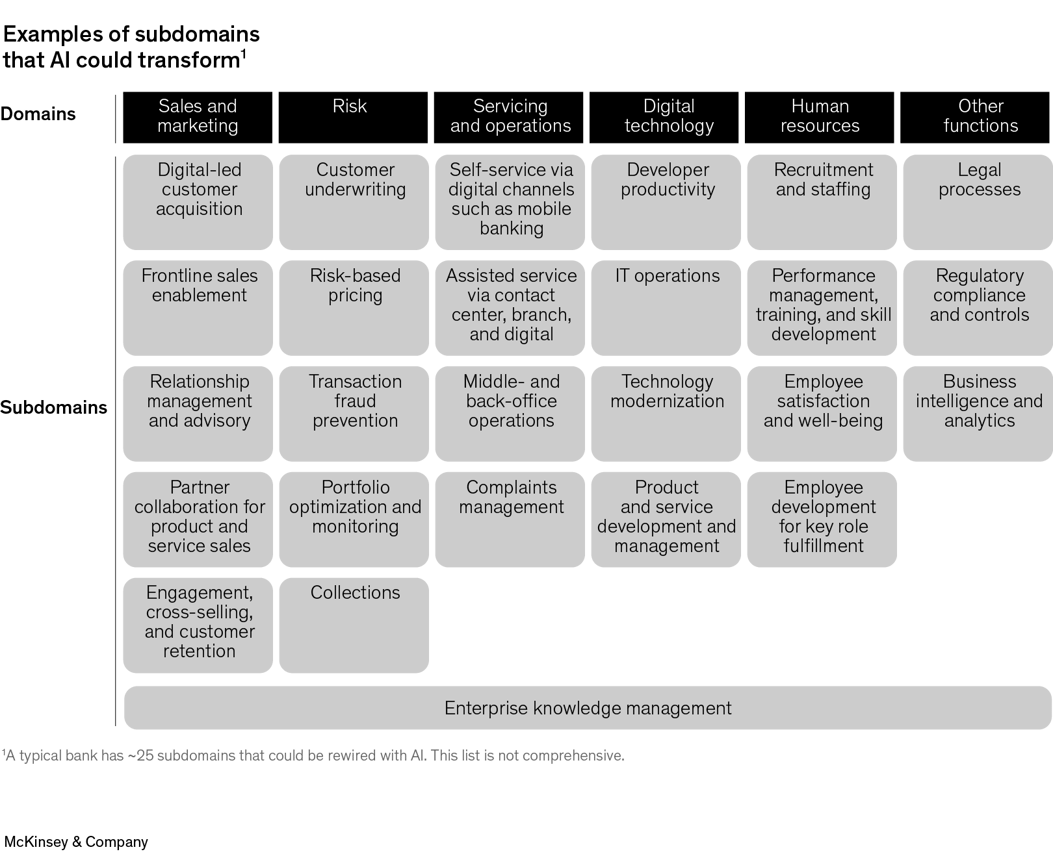 Examples of subdomains
that AI could transform¹
Domains
Sales and
marketing
Risk
Servicing
and operations
Digital
technology
Human
resources
Other
functions
Subdomains
Digital-led
customer
acquisition
Customer
underwriting
Self-service via
digital channels
such as mobile
banking
Developer
productivity
Recruitment
and staffing
Legal
processes
Frontline sales
enablement
Risk-based
pricing
Assisted service
via contact
center, branch,
and digital
IT operations
Performance
management,
training, and skill
development
Regulatory
compliance
and controls
Relationship
management
and advisory
Transaction
fraud
prevention
Middle- and
back-office
operations
Technology
modernization
Employee
satisfaction
and well-being
Business
intelligence and
analytics
Partner
collaboration for
product and
service sales
Portfolio
optimization and
monitoring
Complaints
management
Product
and service
development and
management
Employee
development
for key role
fulfillment
Engagement,
cross-selling,
and customer
retention
Collections
Enterprise knowledge management
¹A typical bank has ~25 subdomains that could be rewired with AI. This list is not comprehensive.
McKinsey & Company